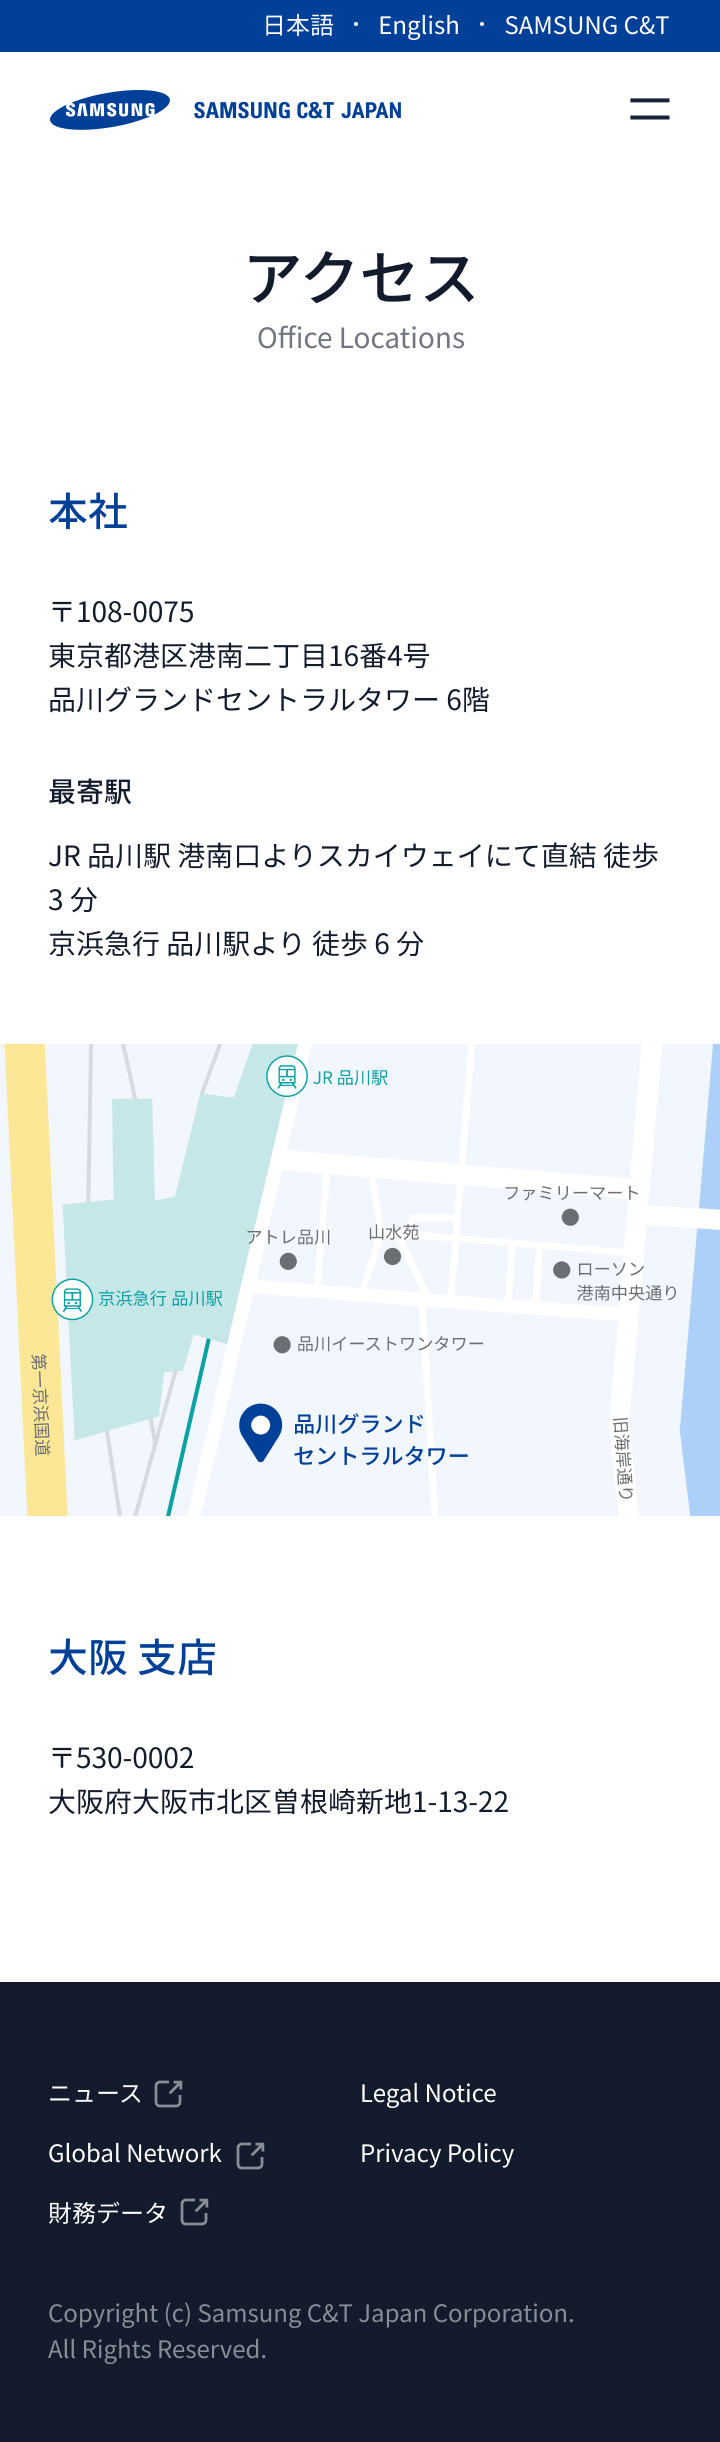 日本語 ・ English ・ SAMSUNG C&T
SAMSUNG SAMSUNG C&T JAPAN
アクセス
Office Locations
本社
〒108-0075
東京都港区港南二丁目16番4号
品川グランドセントラルタワー 6階
最寄駅
JR 品川駅 港南口よりスカイウェイにて直結 徒歩
3 分
京浜急行 品川駅より 徒歩 6 分
JR 品川駅
ファミリーマート
アトレ品川
山水苑
ローソン
港南中央通り
京浜急行 品川駅
品川イーストワンタワー
第一京浜国道
品川グランド
セントラルタワー
旧海岸通り
大阪 支店
〒530-0002
大阪府大阪市北区曽根崎新地1-13-22
ニュース
Legal Notice
Global Network
Privacy Policy
財務データ
Copyright (c) Samsung C&T Japan Corporation.
All Rights Reserved.